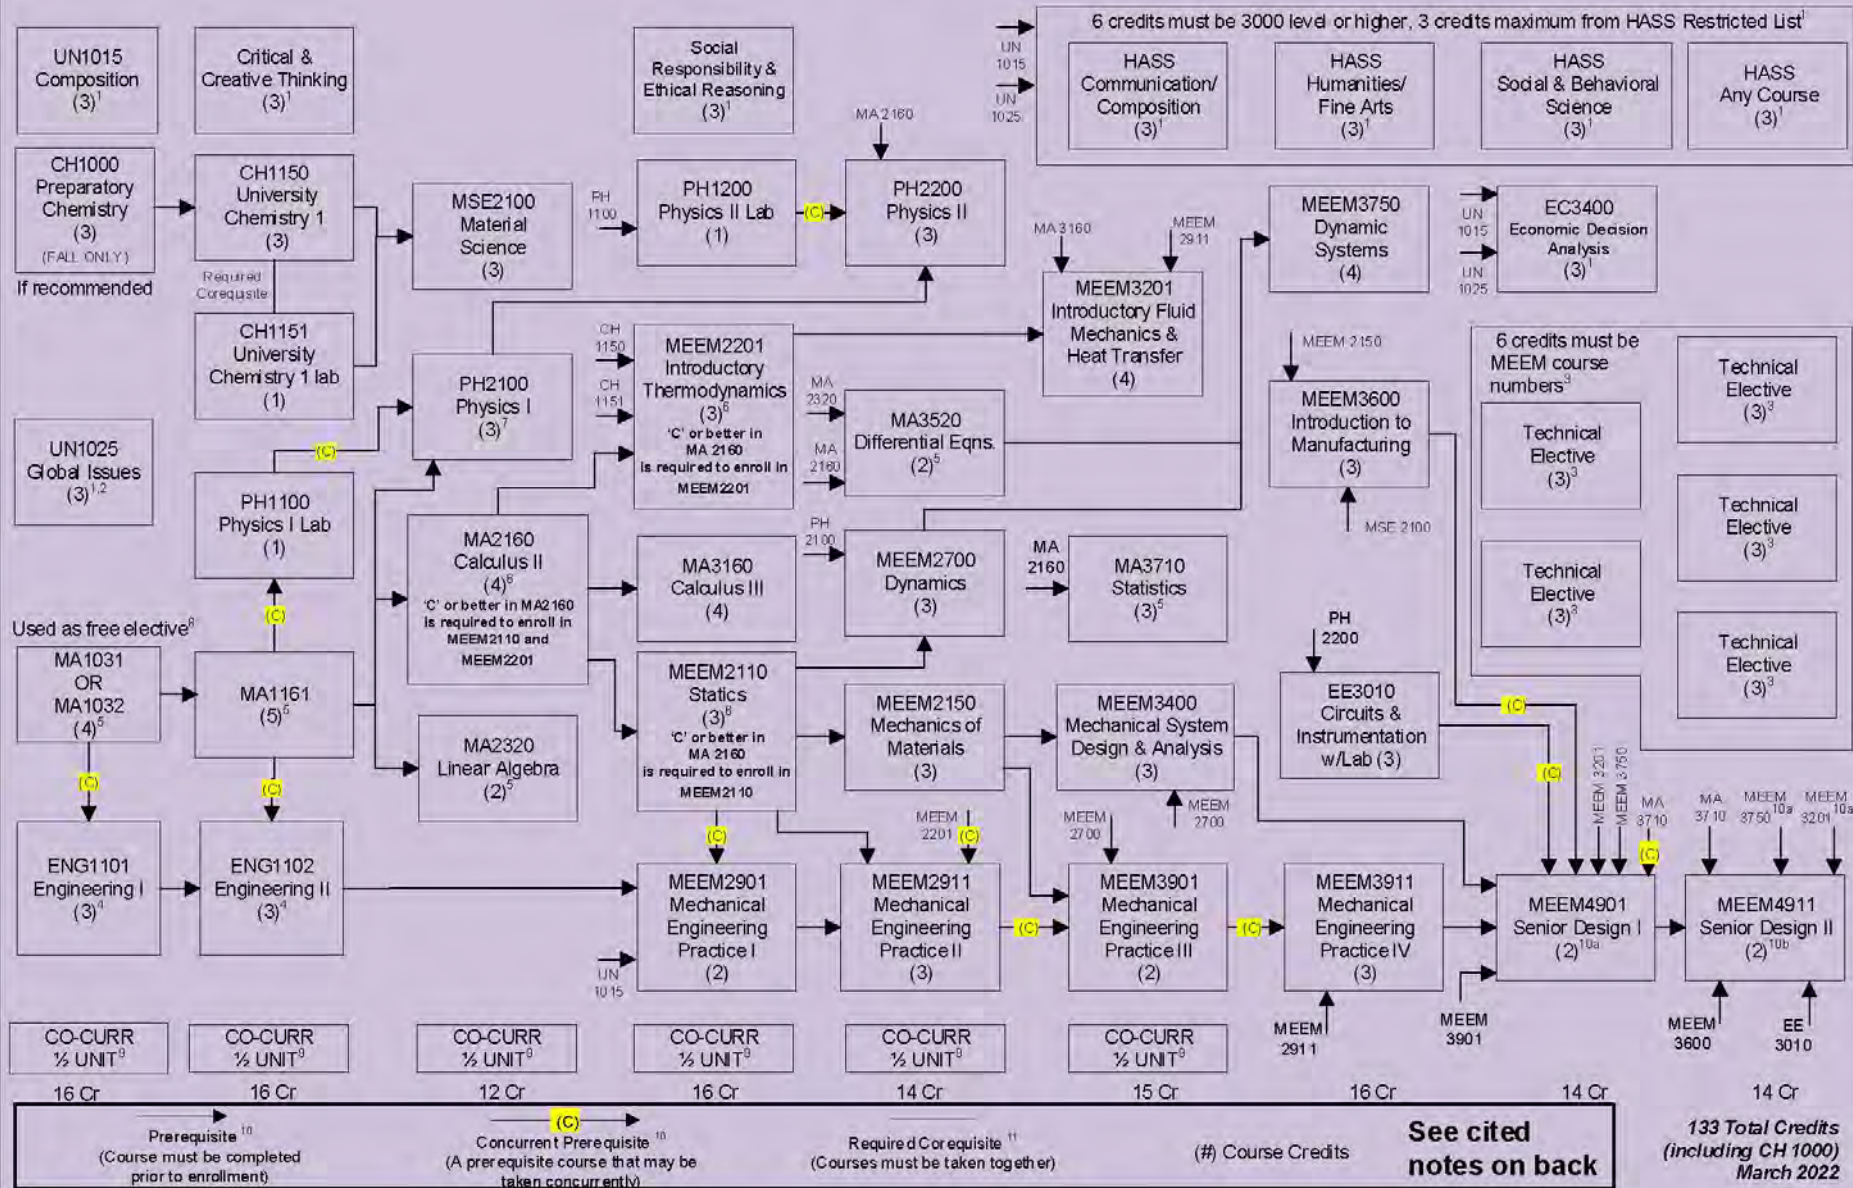 6 credits must be 3000 level or higher, 3 credits maximum from HASS Restricted List¹
UN1015
Composition
(3)¹
Critical &
Creative Thinking
(3)¹
Social
Responsibility &
Ethical Reasoning
(3)¹
UN
1015
UN
1025
HASS
Communication/
Composition
(3)¹
HASS
Humanities/
Fine Arts
(3)¹
HASS
Social & Behavioral
Science
(3)¹
HASS
Any Course
(3)¹
CH1000
Preparatory
Chemistry
(3)
(FALL ONLY)
If recommended
CH1150
University
Chemistry 1
(3)
Required
Corequisite
CH1151
University
Chemistry 1 lab
(1)
MSE2100
Material
Science
(3)
PH
1100
PH1200
Physics II Lab
(1)
(C)
MA 2160
PH2200
Physics II
(3)
MA 3160
MEEM
2911
MEEM3201
Introductory Fluid
Mechanics &
Heat Transfer
(4)
MEEM3750
Dynamic
Systems
(4)
UN
1015
UN
1025
EC3400
Economic Decision
Analysis
(3)¹
UN1025
Global Issues
(3)¹,²
(C)
PH1100
Physics I Lab
(1)
(C)
PH2100
Physics I
(3)⁷
CH
1150
CH
1151
MEEM2201
Introductory
Thermodynamics
(3)⁶
'C' or better in
MA 2160
is required to enroll in
MEEM2201
MA
2320
MA
2160
MA3520
Differential Eqns.
(2)⁵
MEEM 2150
MEEM3600
Introduction to
Manufacturing
(3)
MSE 2100
6 credits must be
MEEM course
numbers³
Technical
Elective
(3)³
Technical
Elective
(3)³
Technical
Elective
(3)³
Technical
Elective
(3)³
Technical
Elective
(3)³
Used as free elective⁸
MA1031
OR
MA1032
(4)⁵
MA1161
(5)⁵
MA2160
Calculus II
(4)⁶
'C' or better in MA2160
is required to enroll in
MEEM2110 and
MEEM2201
MA3160
Calculus III
(4)
PH
2100
MEEM2700
Dynamics
(3)
MA
2160
MA3710
Statistics
(3)⁵
MA2320
Linear Algebra
(2)⁵
MEEM2110
Statics
(3)⁶
'C' or better in
MA 2160
is required to enroll in
MEEM2110
MEEM2150
Mechanics of
Materials
(3)
MEEM3400
Mechanical System
Design & Analysis
(3)
MEEM
2700
PH
2200
EE3010
Circuits &
Instrumentation
w/Lab (3)
(C)
(C)
MEEM 3201
MEEM 3750
MA
3710
(C)
MA
3710
MEEM
3750 10a
MEEM
3201 10a
(C)
(C)
(C)
MEEM
2201
(C)
MEEM
2700
ENG1101
Engineering I
(3)⁴
ENG1102
Engineering II
(3)⁴
UN
1015
MEEM2901
Mechanical
Engineering
Practice I
(2)
MEEM2911
Mechanical
Engineering
Practice II
(3)
(C)
MEEM3901
Mechanical
Engineering
Practice III
(2)
(C)
MEEM3911
Mechanical
Engineering
Practice IV
(3)
MEEM4901
Senior Design I
(2)10a
MEEM4911
Senior Design II
(2)10b
MEEM
2911
MEEM
3901
MEEM
3600
EE
3010
CO-CURR
½ UNIT⁹
CO-CURR
½ UNIT⁹
CO-CURR
½ UNIT⁹
CO-CURR
½ UNIT⁹
CO-CURR
½ UNIT⁹
CO-CURR
½ UNIT⁹
16 Cr
16 Cr
12 Cr
16 Cr
14 Cr
15 Cr
16 Cr
14 Cr
14 Cr
Prerequisite 10
(Course must be completed
prior to enrollment)
(C)
Concurrent Prerequisite 10
(A prerequisite course that may be
taken concurrently)
Required Corequisite 11
(Courses must be taken together)
(#) Course Credits
See cited
notes on back
133 Total Credits
(including CH 1000)
March 2022